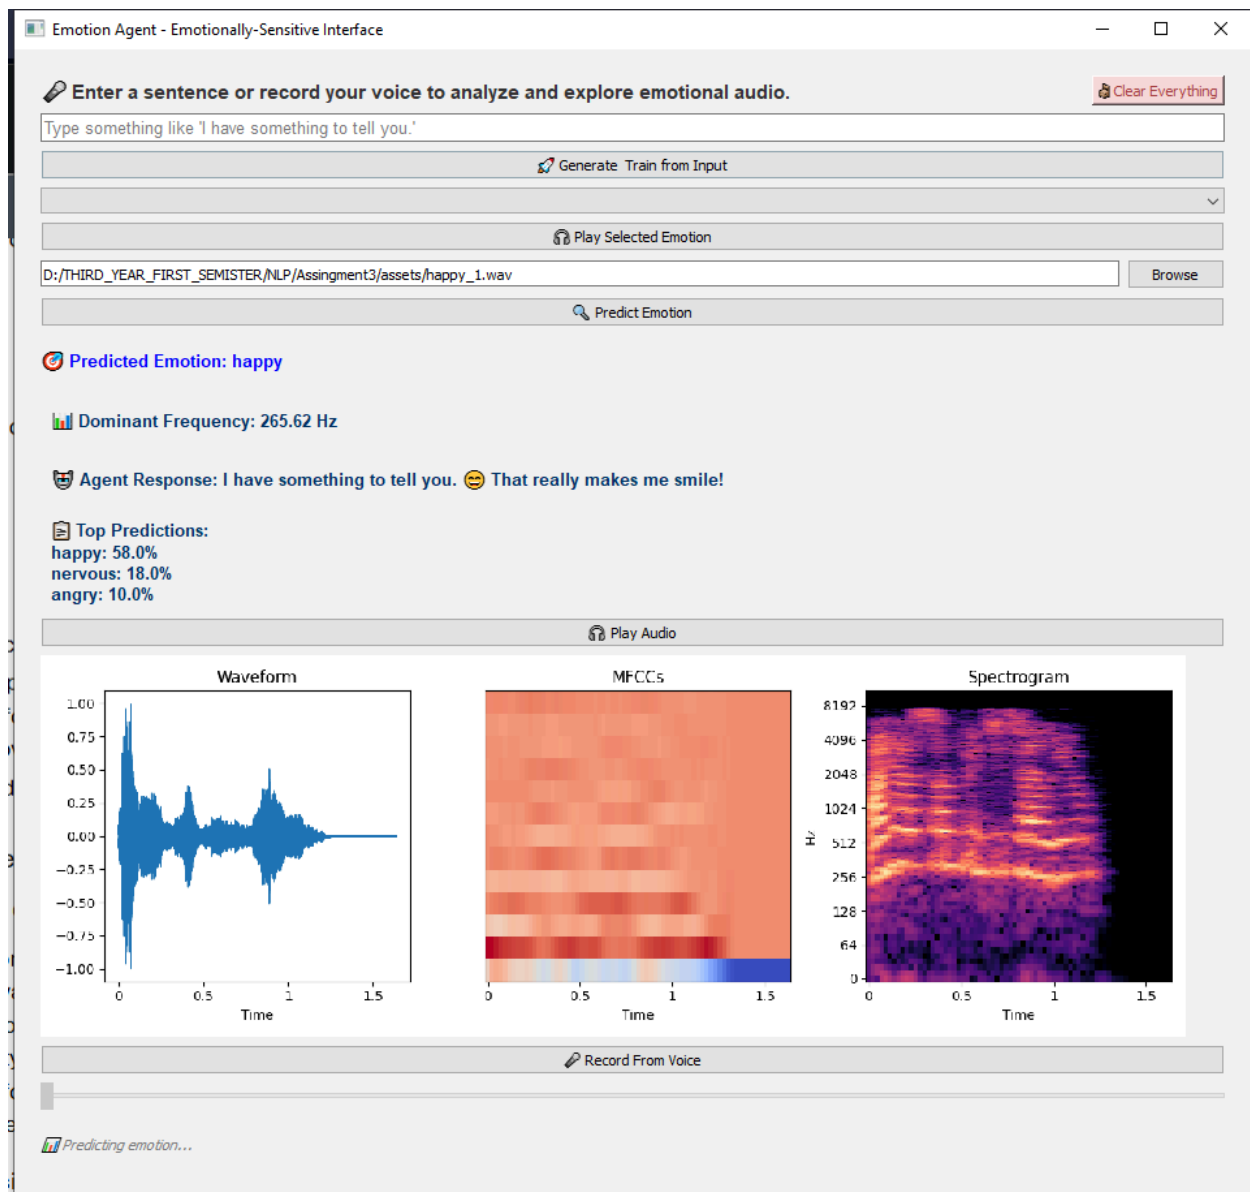 Emotion Agent - Emotionally-Sensitive Interface
Enter a sentence or record your voice to analyze and explore emotional audio.
Clear Everything
Type something like 'I have something to tell you.'
Generate Train from Input
Play Selected Emotion
D:/THIRD_YEAR_FIRST_SEMISTER/NLP/Assingment3/assets/happy_1.wav
Browse
Predict Emotion
Predicted Emotion: happy
Dominant Frequency: 265.62 Hz
Agent Response: I have something to tell you. 😄 That really makes me smile!
Top Predictions:
happy: 58.0%
nervous: 18.0%
angry: 10.0%
Play Audio
Waveform
1.00
0.75
0.50
0.25
0.00
−0.25
−0.50
−0.75
−1.00
0 0.5 1 1.5
Time
MFCCs
0 0.5 1 1.5
Time
Spectrogram
8192
4096
2048
1024
512
256
128
64
0
Hz
0 0.5 1 1.5
Time
Record From Voice
Predicting emotion...